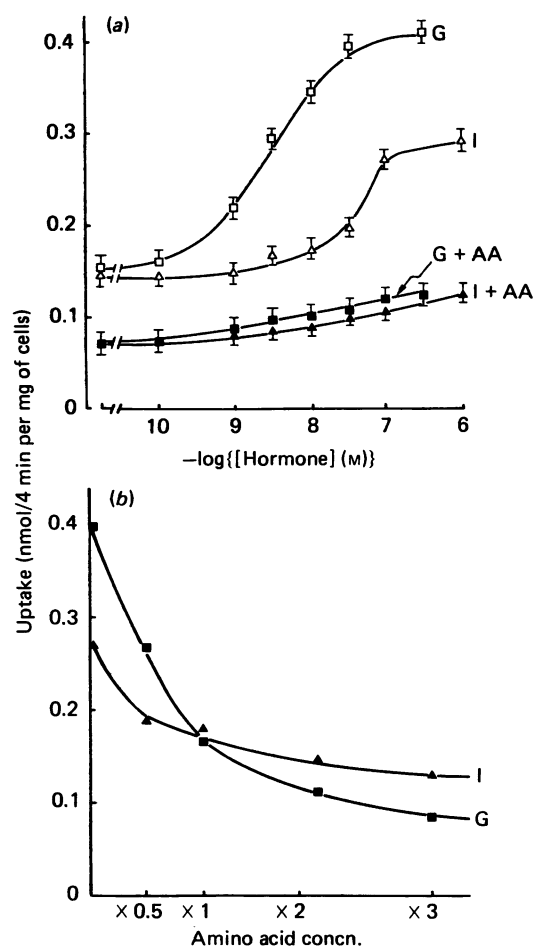 (a)
0.4
0.3
0.2
0.1
0
G
I
G + AA
I + AA
10 9 8 7 6
−log{[Hormone] (M)}
Uptake (nmol/4 min per mg of cells)
(b)
0.4
0.3
0.2
0.1
0
I
G
× 0.5 × 1 × 2 × 3
Amino acid concn.